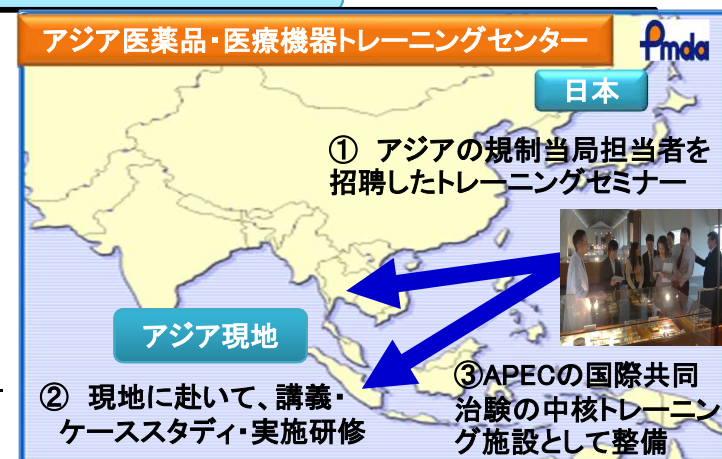 アジア医薬品・医療機器トレーニングセンター
Pmda
日本
① アジアの規制当局担当者を
招聘したトレーニングセミナー
アジア現地
② 現地に赴いて、講義・
ケーススタディ・実施研修
③APECの国際共同
治験の中核トレーニン
グ施設として整備